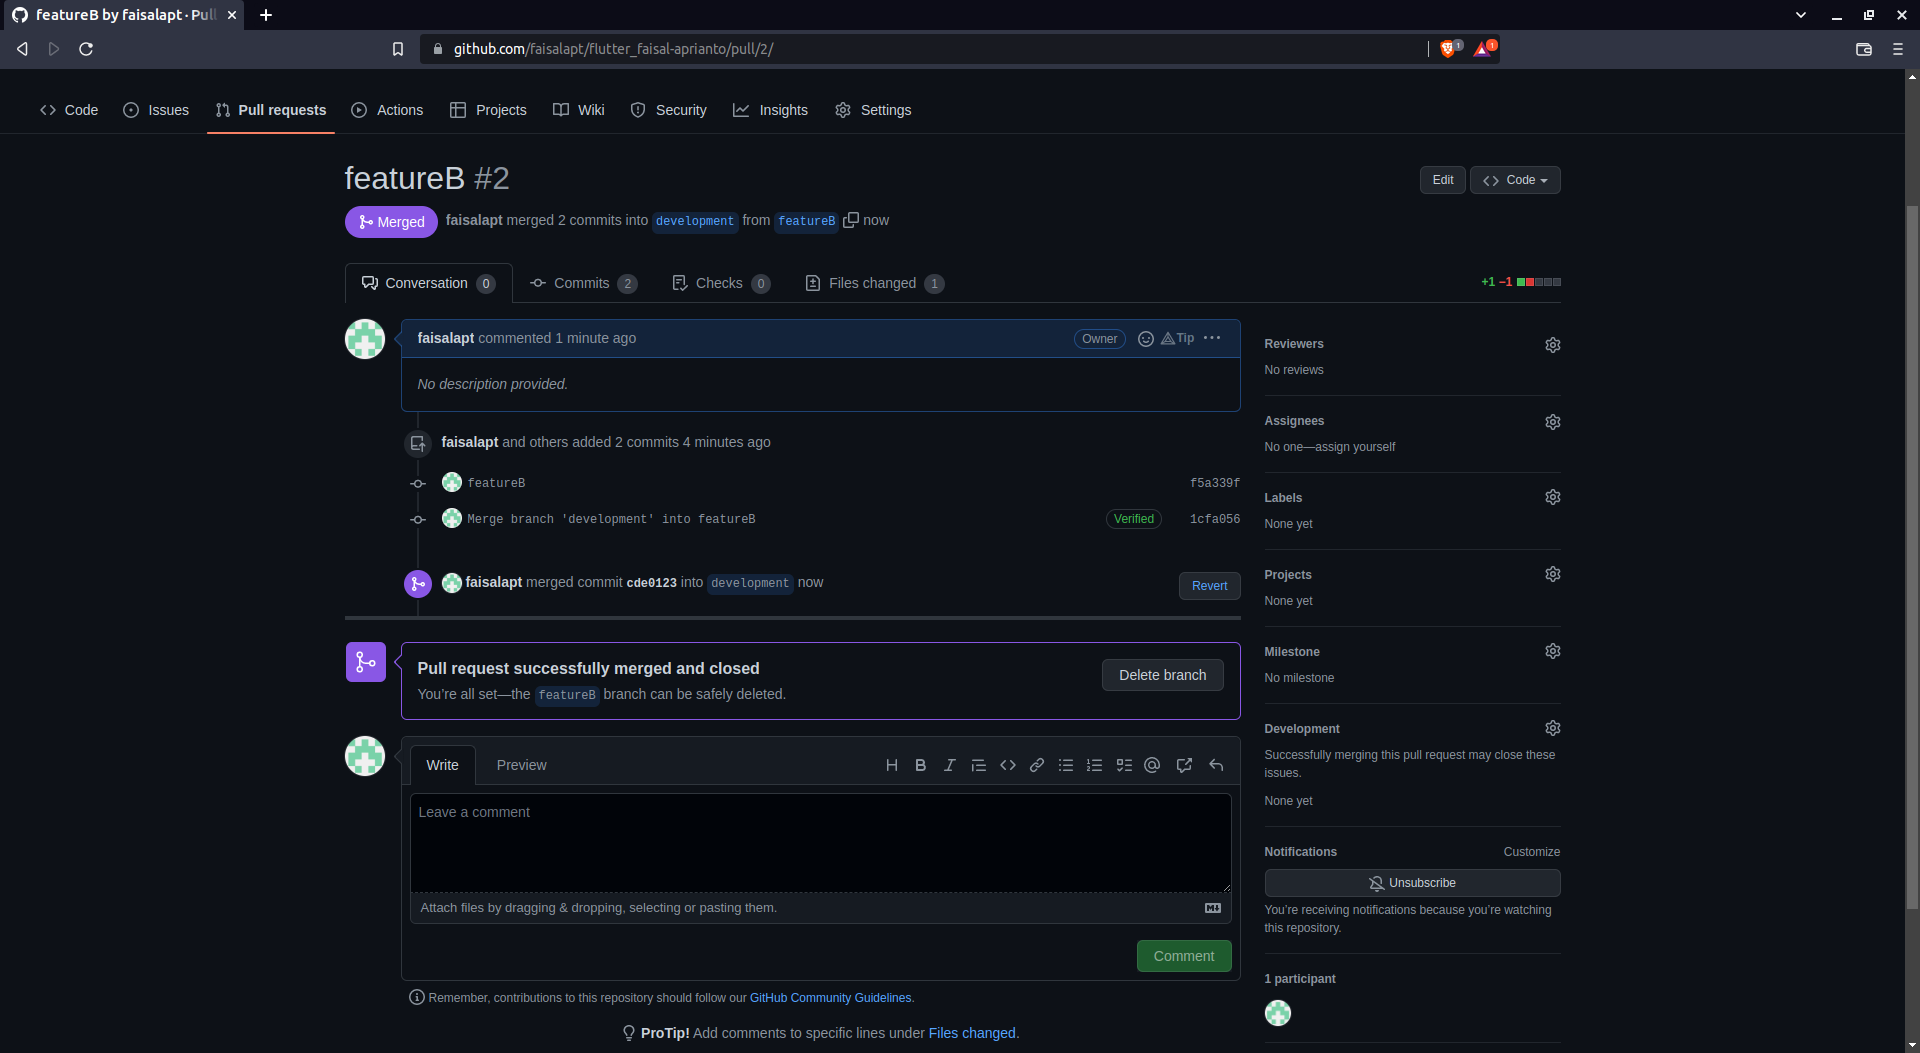 featureB by faisalapt · Pull
github.com/faisalapt/flutter_faisal-aprianto/pull/2/
1
1
Code
Issues
Pull requests
Actions
Projects
Wiki
Security
Insights
Settings
featureB #2
Edit
Code
Merged
faisalapt merged 2 commits into development from featureB now
Conversation 0
Commits 2
Checks 0
Files changed 1
+1 −1
faisalapt commented 1 minute ago
Owner
Tip
No description provided.
faisalapt and others added 2 commits 4 minutes ago
featureB
f5a339f
Merge branch 'development' into featureB
Verified
1cfa056
faisalapt merged commit cde0123 into development now
Revert
Pull request successfully merged and closed
You're all set—the featureB branch can be safely deleted.
Delete branch
Write
Preview
Leave a comment
Attach files by dragging & dropping, selecting or pasting them.
Comment
Remember, contributions to this repository should follow our GitHub Community Guidelines.
ProTip! Add comments to specific lines under Files changed.
Reviewers
No reviews
Assignees
No one—assign yourself
Labels
None yet
Projects
None yet
Milestone
No milestone
Development
Successfully merging this pull request may close these
issues.
None yet
Notifications
Customize
Unsubscribe
You're receiving notifications because you're watching
this repository.
1 participant